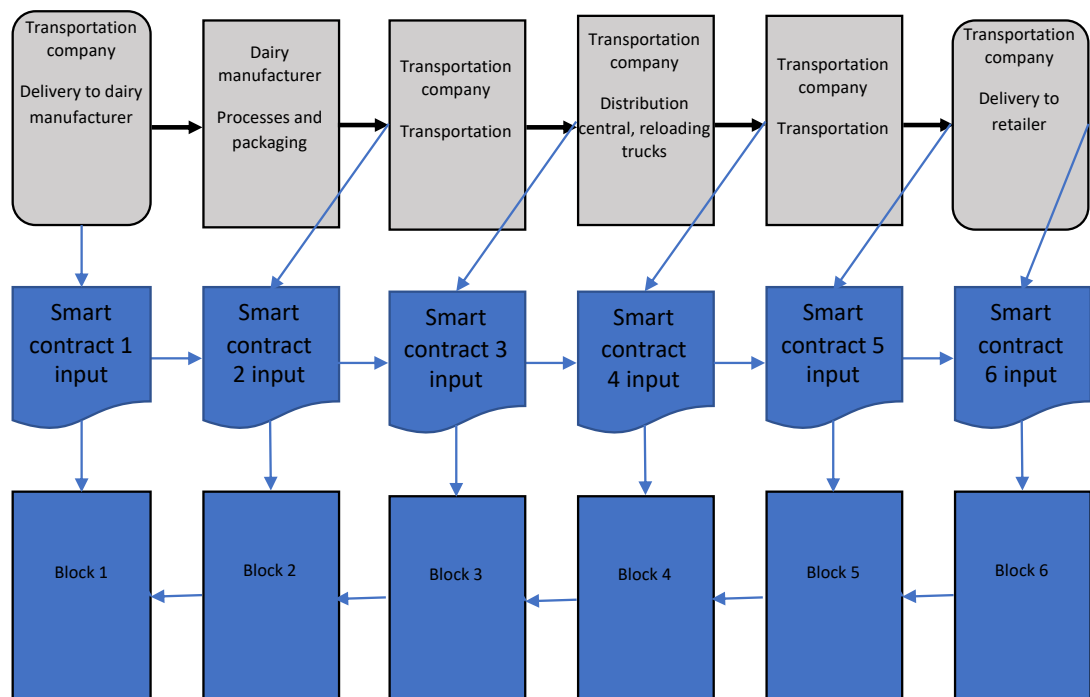 Transportation
company
Delivery to dairy
manufacturer
Dairy
manufacturer
Processes and
packaging
Transportation
company
Transportation
Transportation
company
Distribution
central, reloading
trucks
Transportation
company
Transportation
Transportation
company
Delivery to
retailer
Smart
contract 1
input
Smart
contract
2 input
Smart
contract 3
input
Smart
contract
4 input
Smart
contract 5
input
Smart
contract
6 input
Block 1
Block 2
Block 3
Block 4
Block 5
Block 6